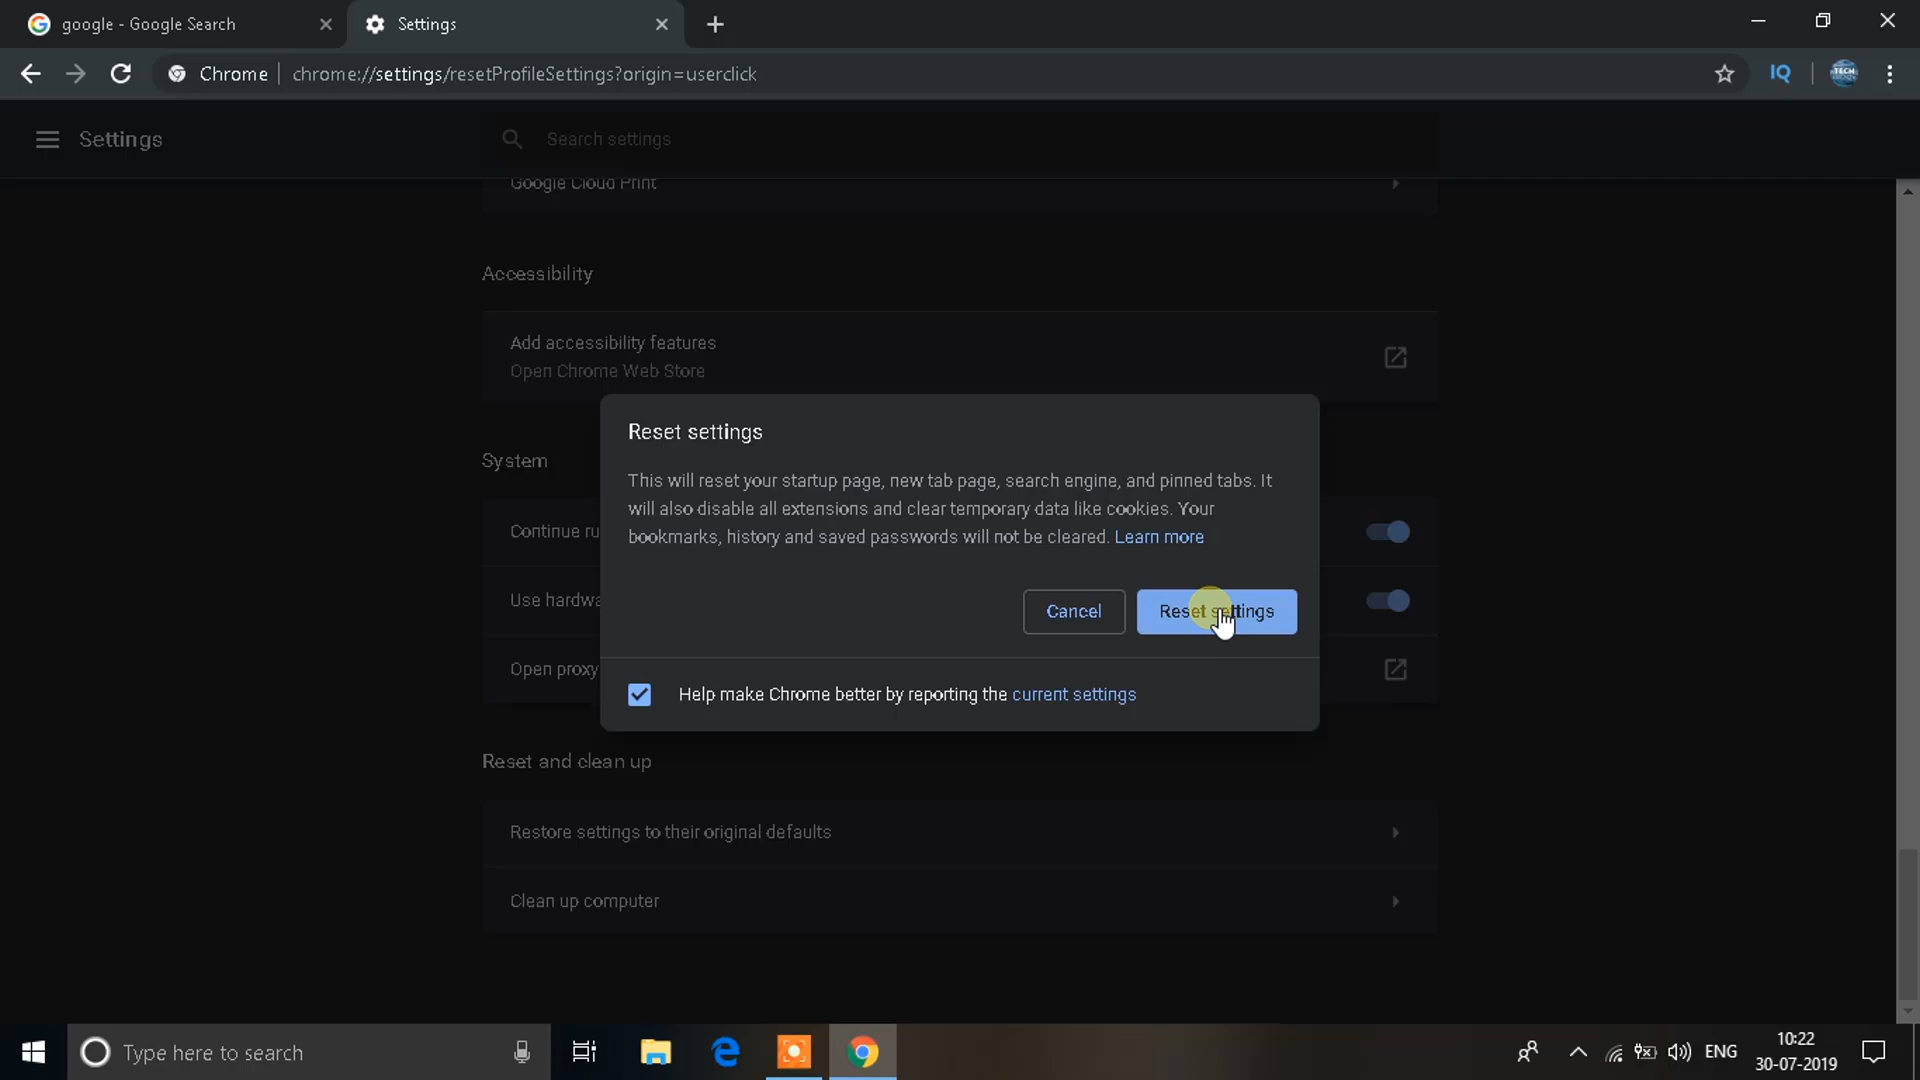 google - Google Search
Settings
Chrome
chrome://settings/resetProfileSettings?origin=userclick
IQ
TECH
Settings
Search settings
Google Cloud Print
Accessibility
Add accessibility features
Open Chrome Web Store
Reset settings
This will reset your startup page, new tab page, search engine, and pinned tabs. It
will also disable all extensions and clear temporary data like cookies. Your
bookmarks, history and saved passwords will not be cleared. Learn more
System
Continue ru
Use hardwa
Cancel
Reset settings
Open proxy
Help make Chrome better by reporting the current settings
Reset and clean up
Restore settings to their original defaults
Clean up computer
Type here to search
ENG
10:22
30-07-2019